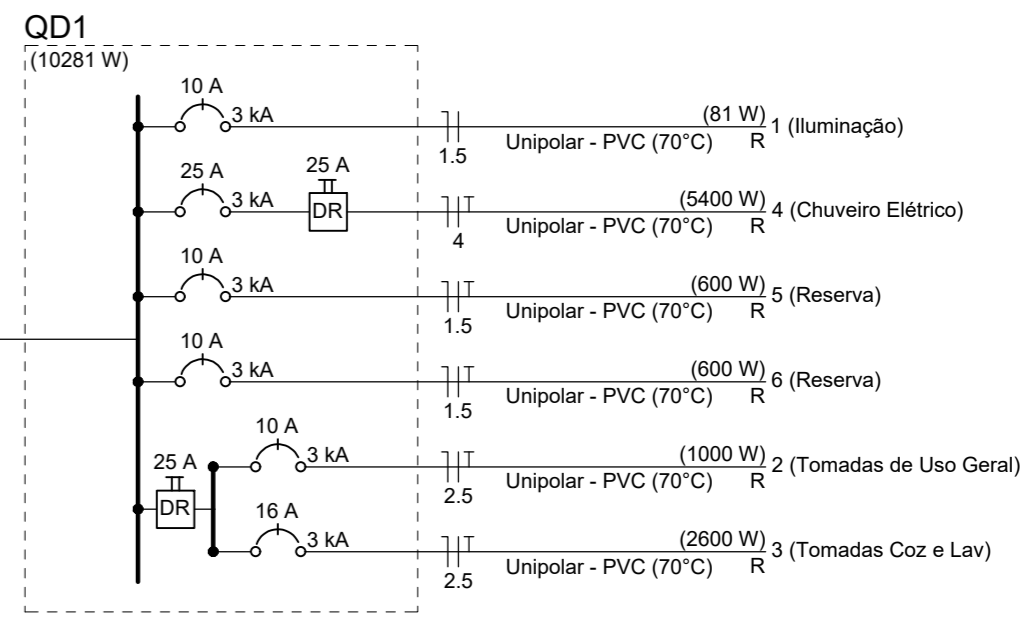 QD1
(10281 W)
10 A
3 kA
1.5
Unipolar - PVC (70°C)
(81 W)
R
1 (Iluminação)
25 A
3 kA
25 A
DR
T
4
Unipolar - PVC (70°C)
(5400 W)
R
4 (Chuveiro Elétrico)
10 A
3 kA
T
1.5
Unipolar - PVC (70°C)
(600 W)
R
5 (Reserva)
10 A
3 kA
T
1.5
Unipolar - PVC (70°C)
(600 W)
R
6 (Reserva)
25 A
DR
10 A
3 kA
T
2.5
Unipolar - PVC (70°C)
(1000 W)
R
2 (Tomadas de Uso Geral)
16 A
3 kA
T
2.5
Unipolar - PVC (70°C)
(2600 W)
R
3 (Tomadas Coz e Lav)